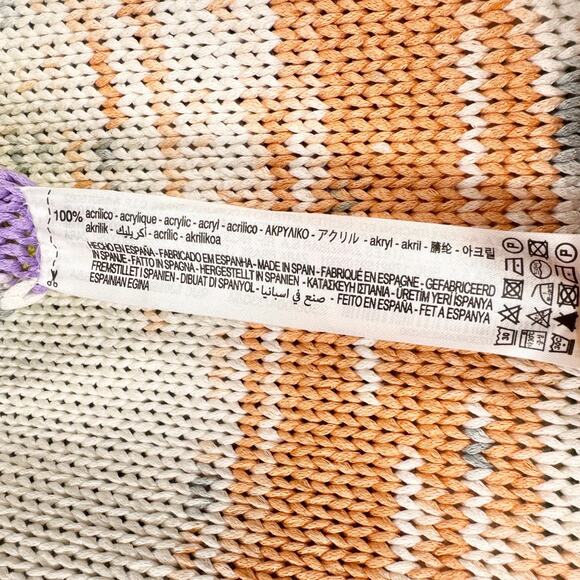 100% acrílico - acrylique - acrylic - acryl - acrilico - ΑΚΡΥΛΙΚΟ - アクリル - akryl - akril - 腈纶 - 아크릴
akrilik - أكريليك - acrílic - akrilikoa
HECHO EN ESPAÑA - FABRICADO EM ESPANHA - MADE IN SPAIN - FABRIQUÉ EN ESPAGNE - GEFABRICEERD
IN SPANJE - FATTO IN SPAGNA - HERGESTELLT IN SPANIEN - ΚΑΤΑΣΚΕΥΗ ΙΣΠΑΝΙΑ - ÜRETIM YERI İSPANYA
FREMSTILLET I SPANIEN - DIBUAT DI SPANYOL - صنع في اسبانيا - FEITO EN ESPAÑA - FET A ESPANYA
ESPAINIAN EGINA